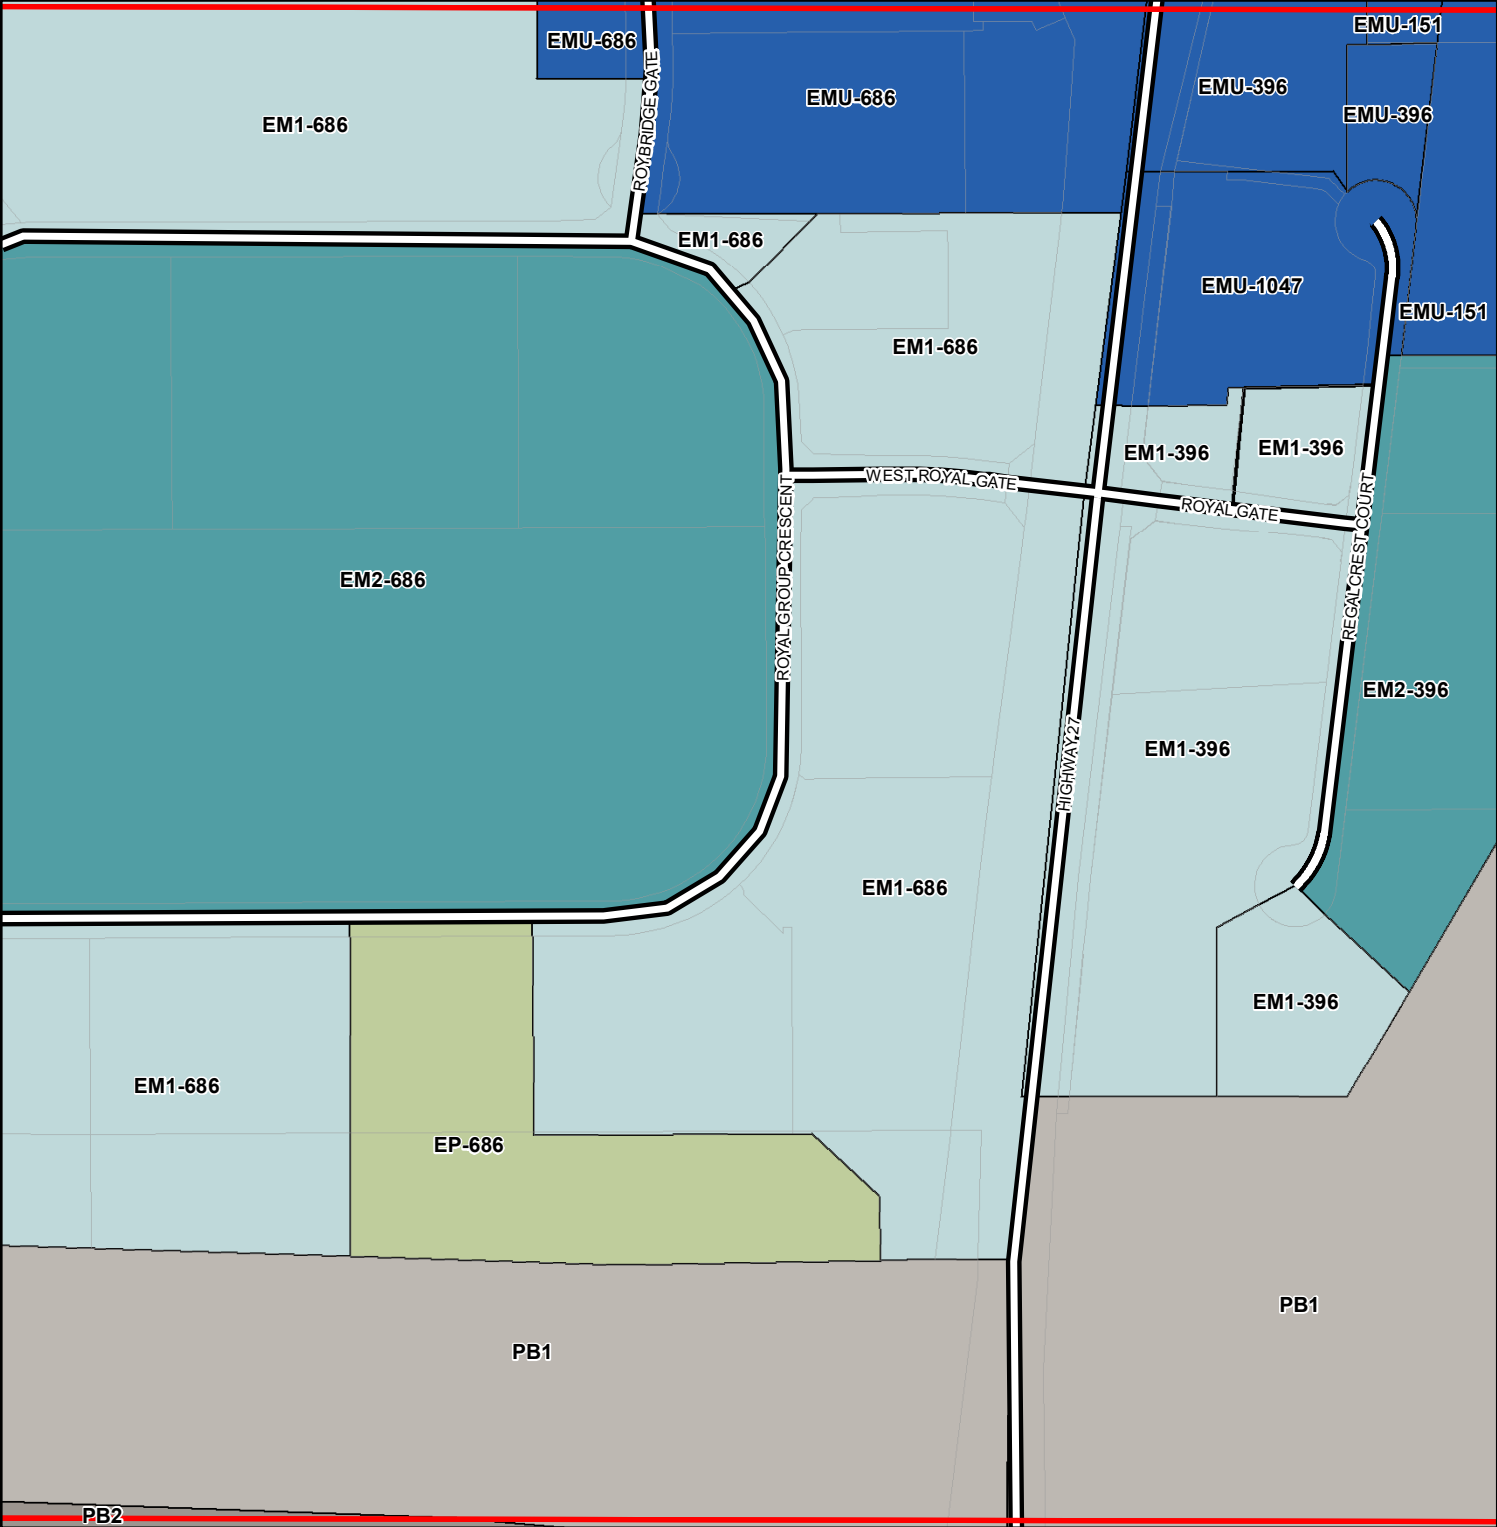 EMU-151
EMU-686
EMU-396
EMU-686
EMU-396
EM1-686
ROYBRIDGE GATE
EM1-686
EMU-1047
EMU-151
EM1-686
EM1-396
EM1-396
WEST ROYAL GATE
ROYAL GATE
REGALCREST COURT
ROYAL GROUP CRESCENT
EM2-686
EM2-396
EM1-396
HIGHWAY 27
EM1-686
EM1-396
EM1-686
EP-686
PB1
PB1
PB2